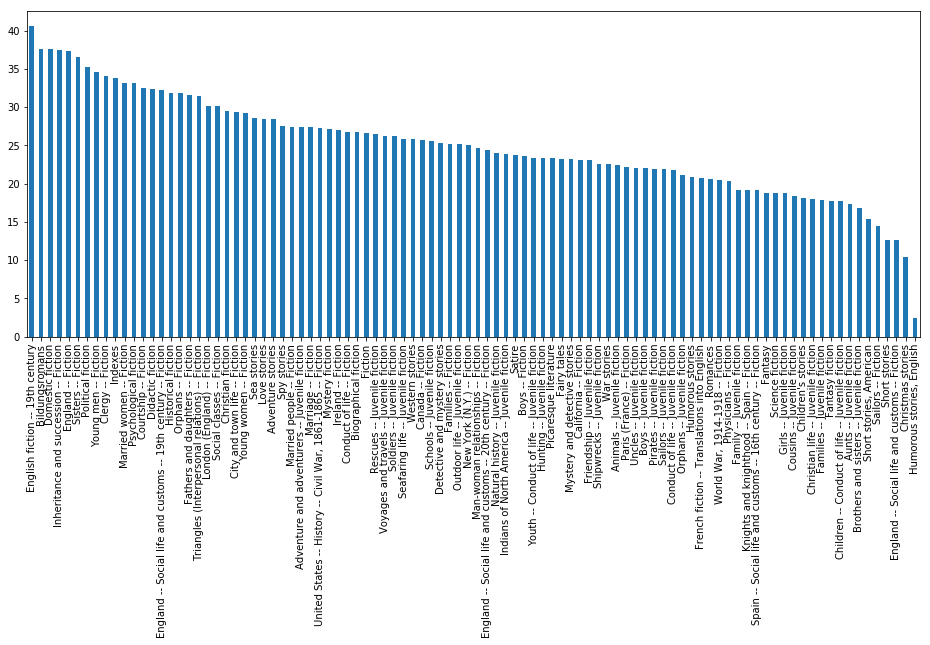 40
35
30
25
20
15
10
5
0
English fiction -- 19th century
Bildungsromans
Domestic fiction
Inheritance and succession -- Fiction
England -- Fiction
Sisters -- Fiction
Political fiction
Young men -- Fiction
Clergy -- Fiction
Indexes
Married women -- Fiction
Psychological fiction
Courtship -- Fiction
Didactic fiction
England -- Social life and customs -- 19th century -- Fiction
Historical fiction
Orphans -- Fiction
Fathers and daughters -- Fiction
Triangles (Interpersonal relations) -- Fiction
London (England) -- Fiction
Social classes -- Fiction
Christian fiction
City and town life -- Fiction
Young women -- Fiction
Sea stories
Love stories
Adventure stories
Spy stories
Married people -- Fiction
Adventure and adventurers -- Juvenile fiction
Marriage -- Fiction
United States -- History -- Civil War, 1861-1865 -- Fiction
Mystery fiction
Ireland -- Fiction
Conduct of life -- Fiction
Biographical fiction
Fiction
Rescues -- Juvenile fiction
Voyages and travels -- Juvenile fiction
Soldiers -- Juvenile fiction
Seafaring life -- Juvenile fiction
Western stories
Canada -- Fiction
Schools -- Juvenile fiction
Detective and mystery stories
Families -- Fiction
Outdoor life -- Juvenile fiction
New York (N.Y.) -- Fiction
Man-woman relationships -- Fiction
England -- Social life and customs -- 20th century -- Fiction
Natural history -- Juvenile fiction
Indians of North America -- Juvenile fiction
Satire
Boys -- Fiction
Youth -- Conduct of life -- Juvenile fiction
Hunting -- Juvenile fiction
Picaresque literature
Fairy tales
Mystery and detective stories
California -- Fiction
Friendship -- Juvenile fiction
Shipwrecks -- Juvenile fiction
War stories
Animals -- Juvenile fiction
Paris (France) -- Fiction
Uncles -- Juvenile fiction
Boys -- Juvenile fiction
Pirates -- Juvenile fiction
Sailors -- Juvenile fiction
Conduct of life -- Juvenile fiction
Orphans -- Juvenile fiction
Humorous stories
French fiction -- Translations into English
Romances
World War, 1914-1918 -- Fiction
Physicians -- Fiction
Family -- Juvenile fiction
Knights and knighthood -- Spain -- Fiction
Spain -- Social life and customs -- 16th century -- Fiction
Fantasy
Science fiction
Girls -- Juvenile fiction
Cousins -- Juvenile fiction
Children's stories
Christian life -- Juvenile fiction
Families -- Juvenile fiction
Fantasy fiction
Children -- Conduct of life -- Juvenile fiction
Aunts -- Juvenile fiction
Brothers and sisters -- Juvenile fiction
Short stories, American
Sailors -- Fiction
Short stories
England -- Social life and customs -- Fiction
Christmas stories
Humorous stories, English